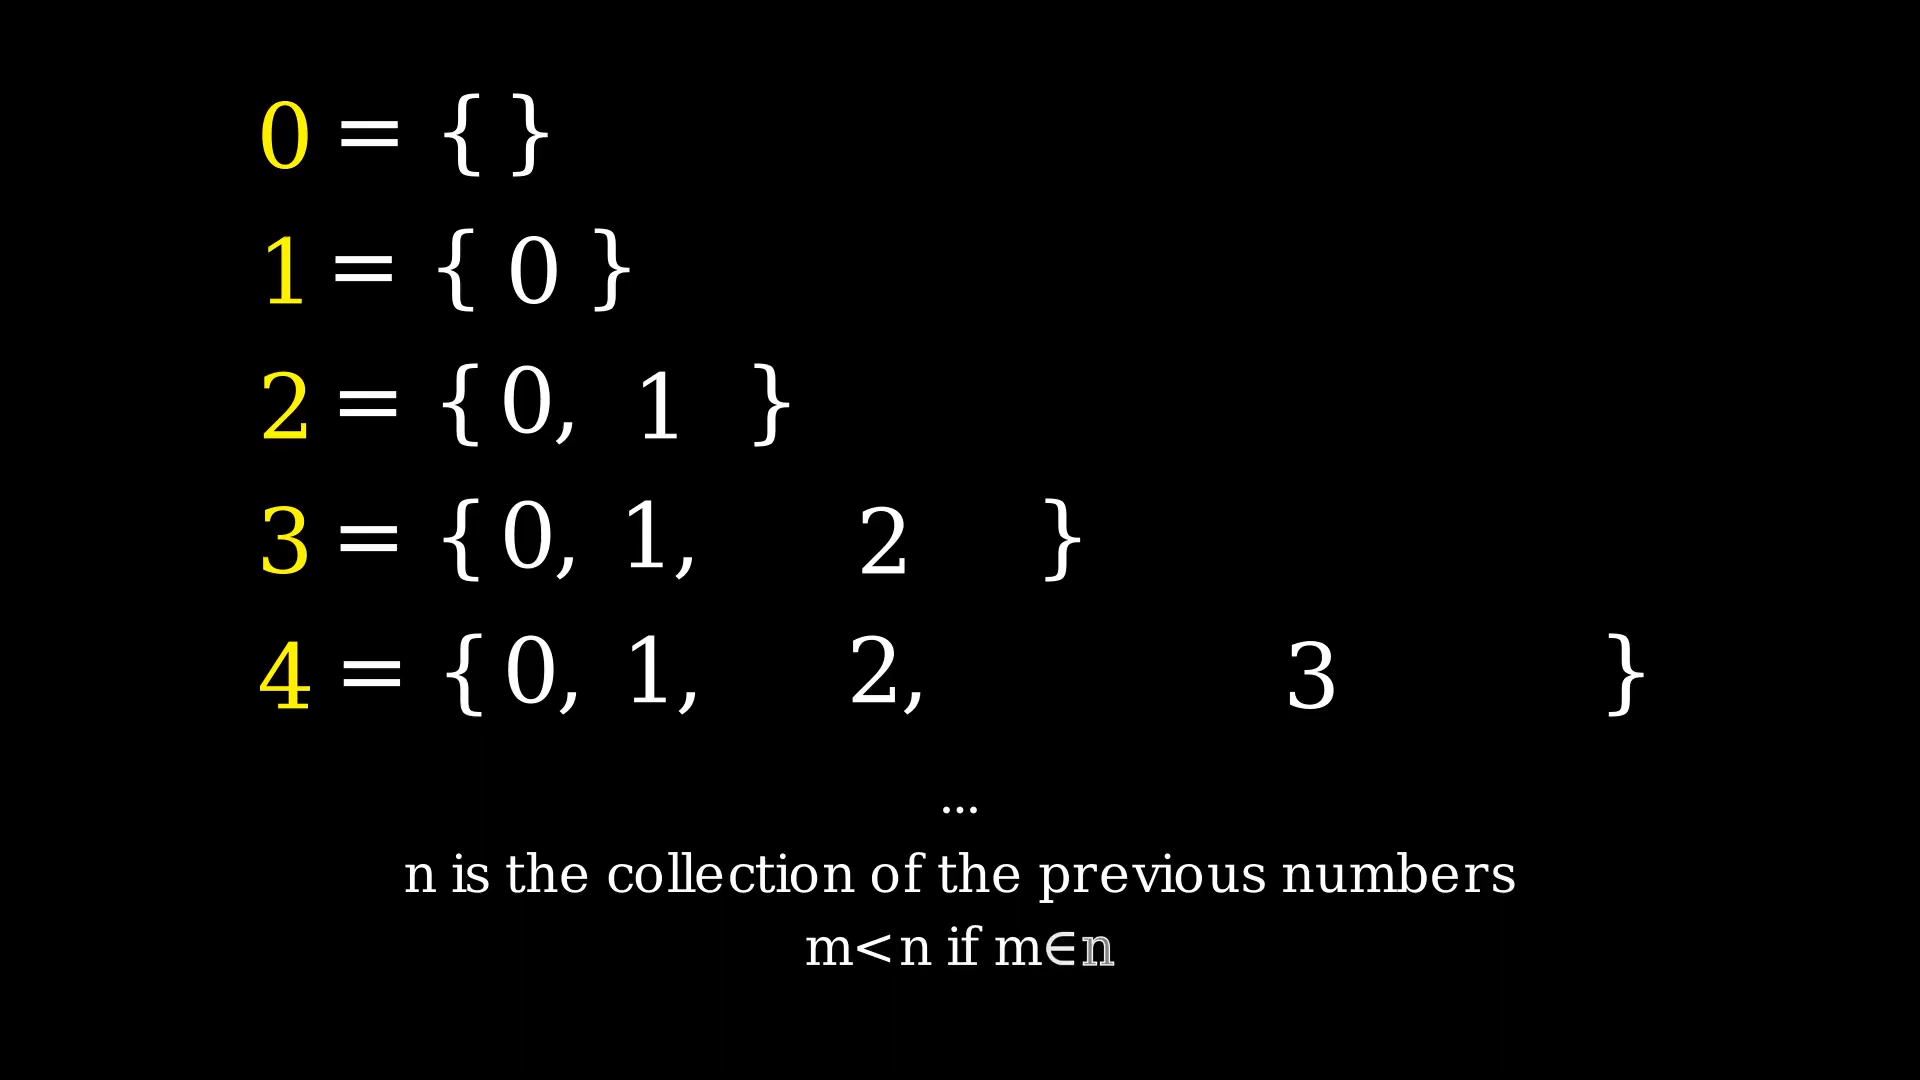 0 = { }
1 = { 0 }
2 = { 0, 1 }
3 = { 0, 1, 2 }
4 = { 0, 1, 2, 3 }
...
n is the collection of the previous numbers
m<n if m∈n